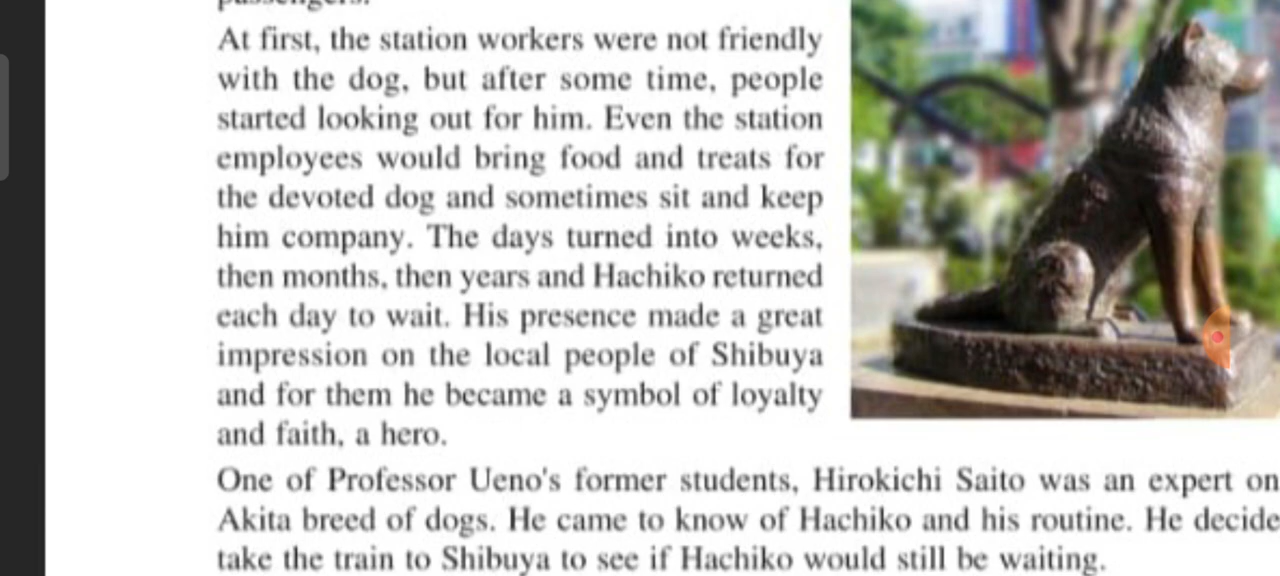 passengers.
At first, the station workers were not friendly
with the dog, but after some time, people
started looking out for him. Even the station
employees would bring food and treats for
the devoted dog and sometimes sit and keep
him company. The days turned into weeks,
then months, then years and Hachiko returned
each day to wait. His presence made a great
impression on the local people of Shibuya
and for them he became a symbol of loyalty
and faith, a hero.
One of Professor Ueno's former students, Hirokichi Saito was an expert on
Akita breed of dogs. He came to know of Hachiko and his routine. He decide
take the train to Shibuya to see if Hachiko would still be waiting.